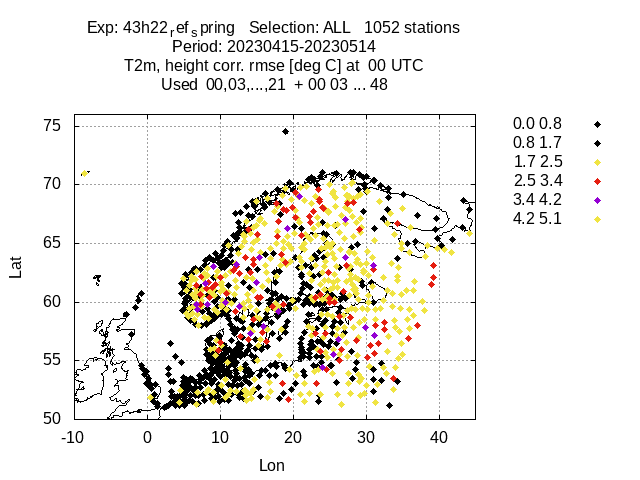 Exp: 43h22refspring Selection: ALL 1052 stations
Period: 20230415-20230514
T2m, height corr. rmse [deg C] at 00 UTC
Used 00,03,...,21 + 00 03 ... 48
0.0 0.8
0.8 1.7
1.7 2.5
2.5 3.4
3.4 4.2
4.2 5.1
75
70
65
60
55
50
Lat
-10 0 10 20 30 40
Lon